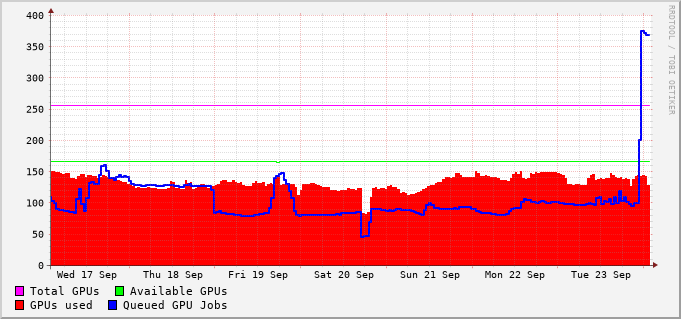 400
350
300
250
200
150
100
50
0
Wed 17 Sep Thu 18 Sep Fri 19 Sep Sat 20 Sep Sun 21 Sep Mon 22 Sep Tue 23 Sep
Total GPUs Available GPUs
GPUs used Queued GPU Jobs
RRDTOOL / TOBI OETIKER